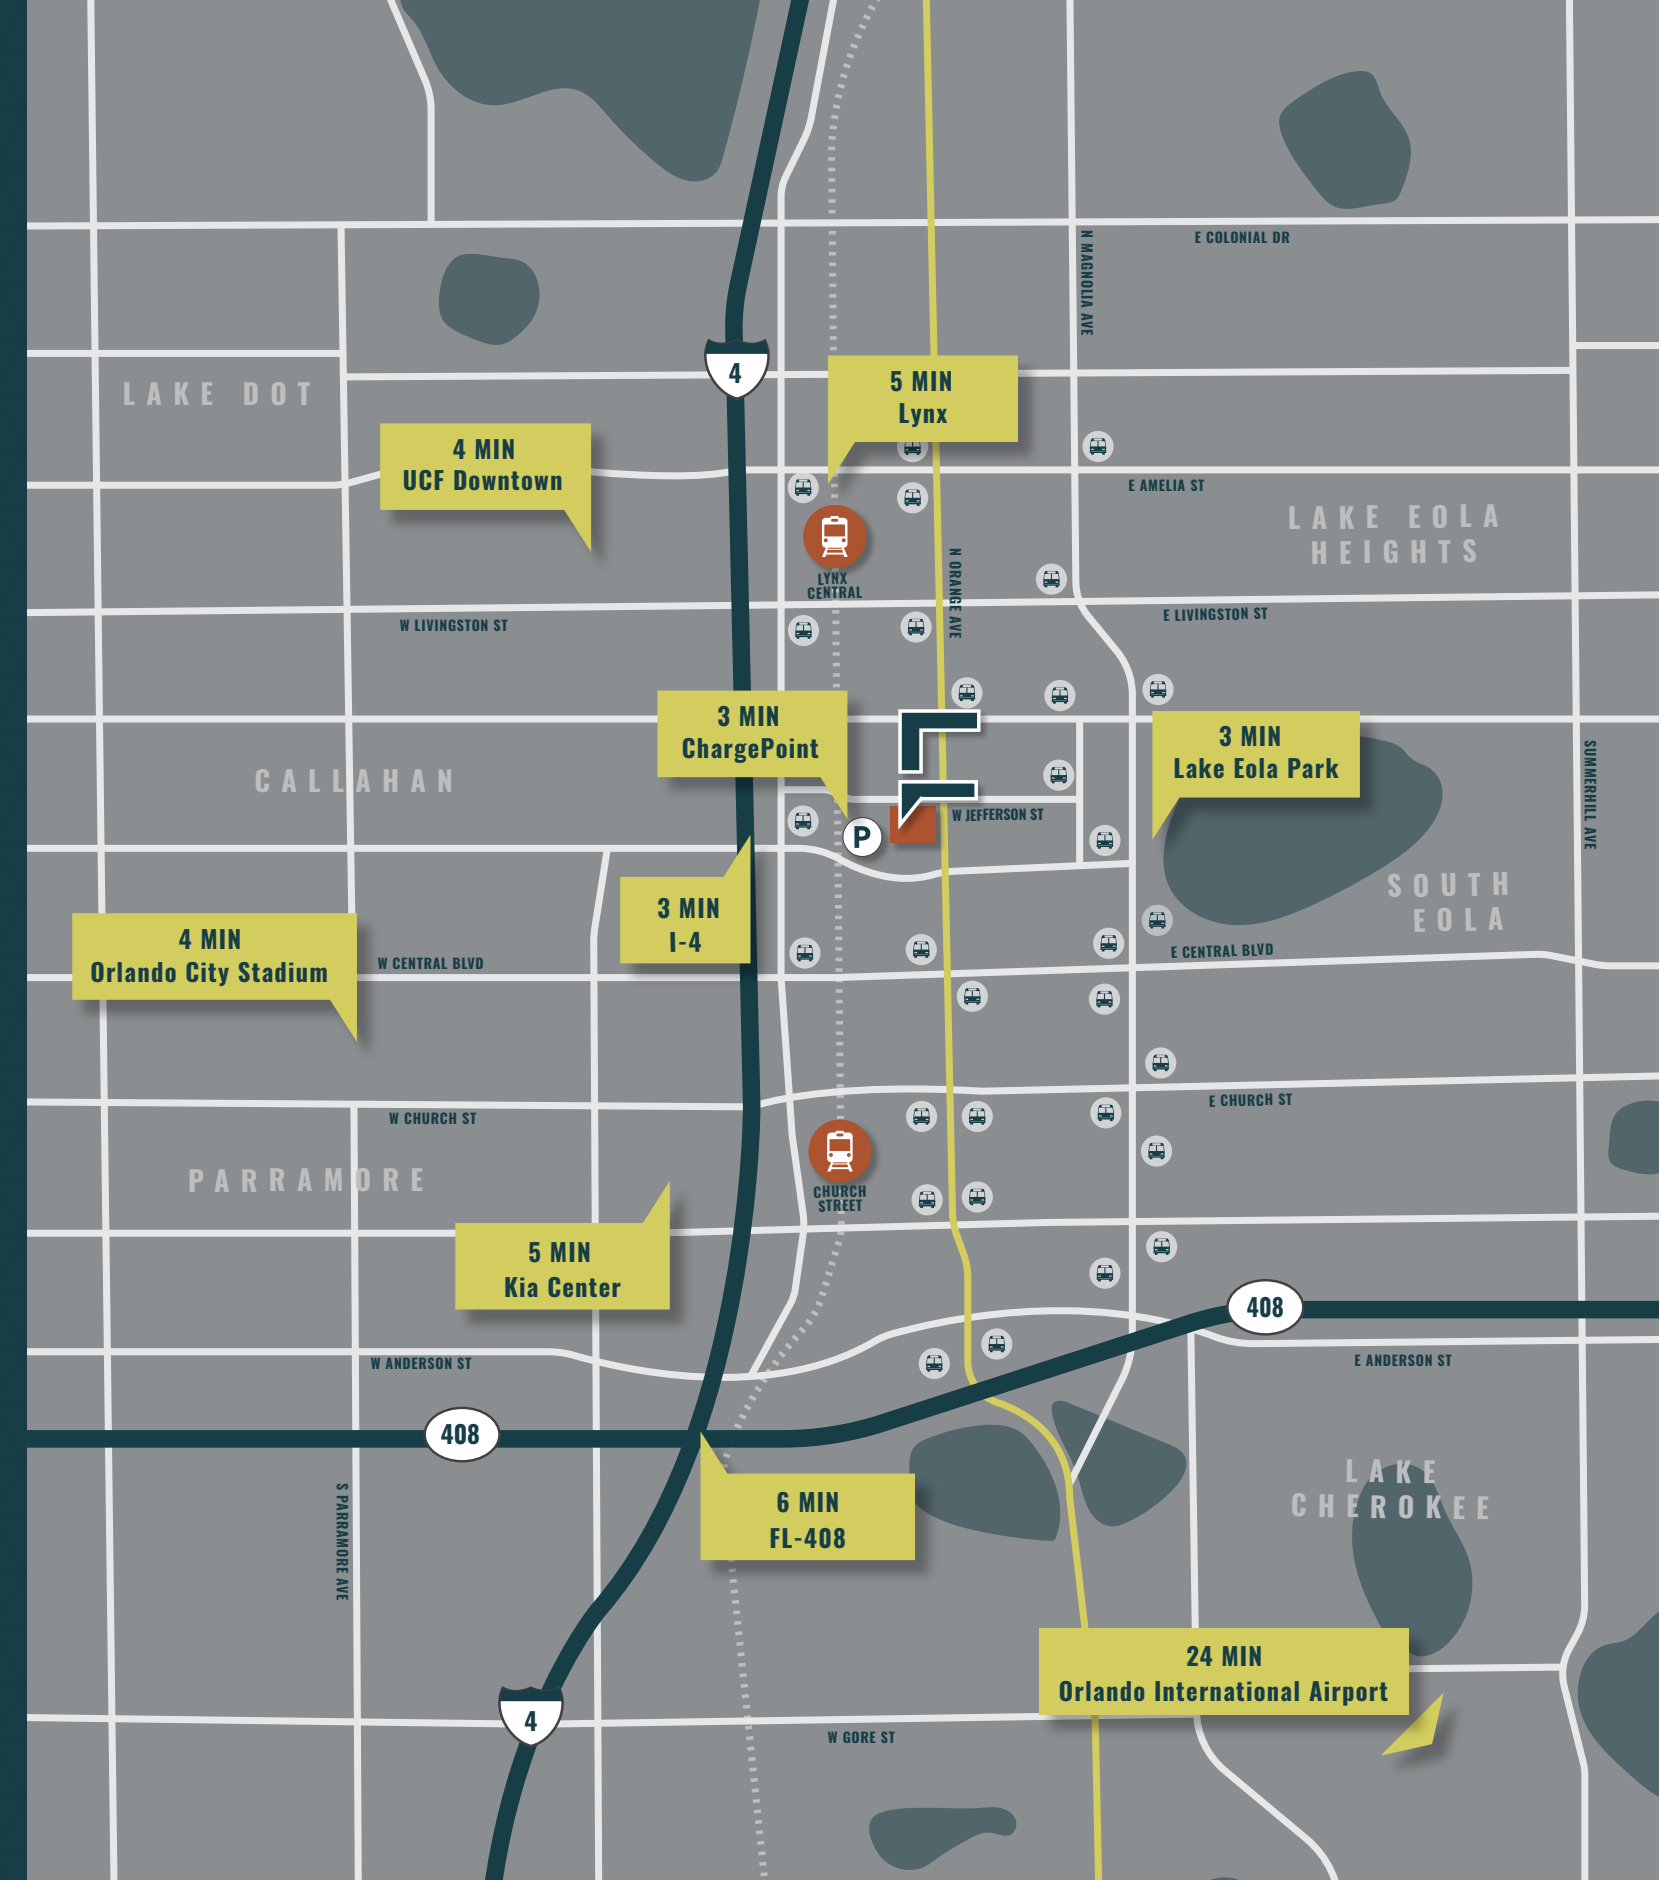 E COLONIAL DR
N MAGNOLIA AVE
4
5 MIN
Lynx
LAKE DOT
4 MIN
UCF Downtown
E AMELIA ST
LAKE EOLA
HEIGHTS
N ORANGE AVE
LYNX
CENTRAL
W LIVINGSTON ST
E LIVINGSTON ST
3 MIN
ChargePoint
3 MIN
Lake Eola Park
CALLAHAN
SUMMERHILL AVE
W JEFFERSON ST
P
3 MIN
I-4
SOUTH
EOLA
4 MIN
Orlando City Stadium
W CENTRAL BLVD
E CENTRAL BLVD
W CHURCH ST
E CHURCH ST
PARRAMORE
CHURCH
STREET
5 MIN
Kia Center
408
W ANDERSON ST
E ANDERSON ST
408
LAKE
CHEROKEE
S PARRAMORE AVE
6 MIN
FL-408
24 MIN
Orlando International Airport
4
W GORE ST